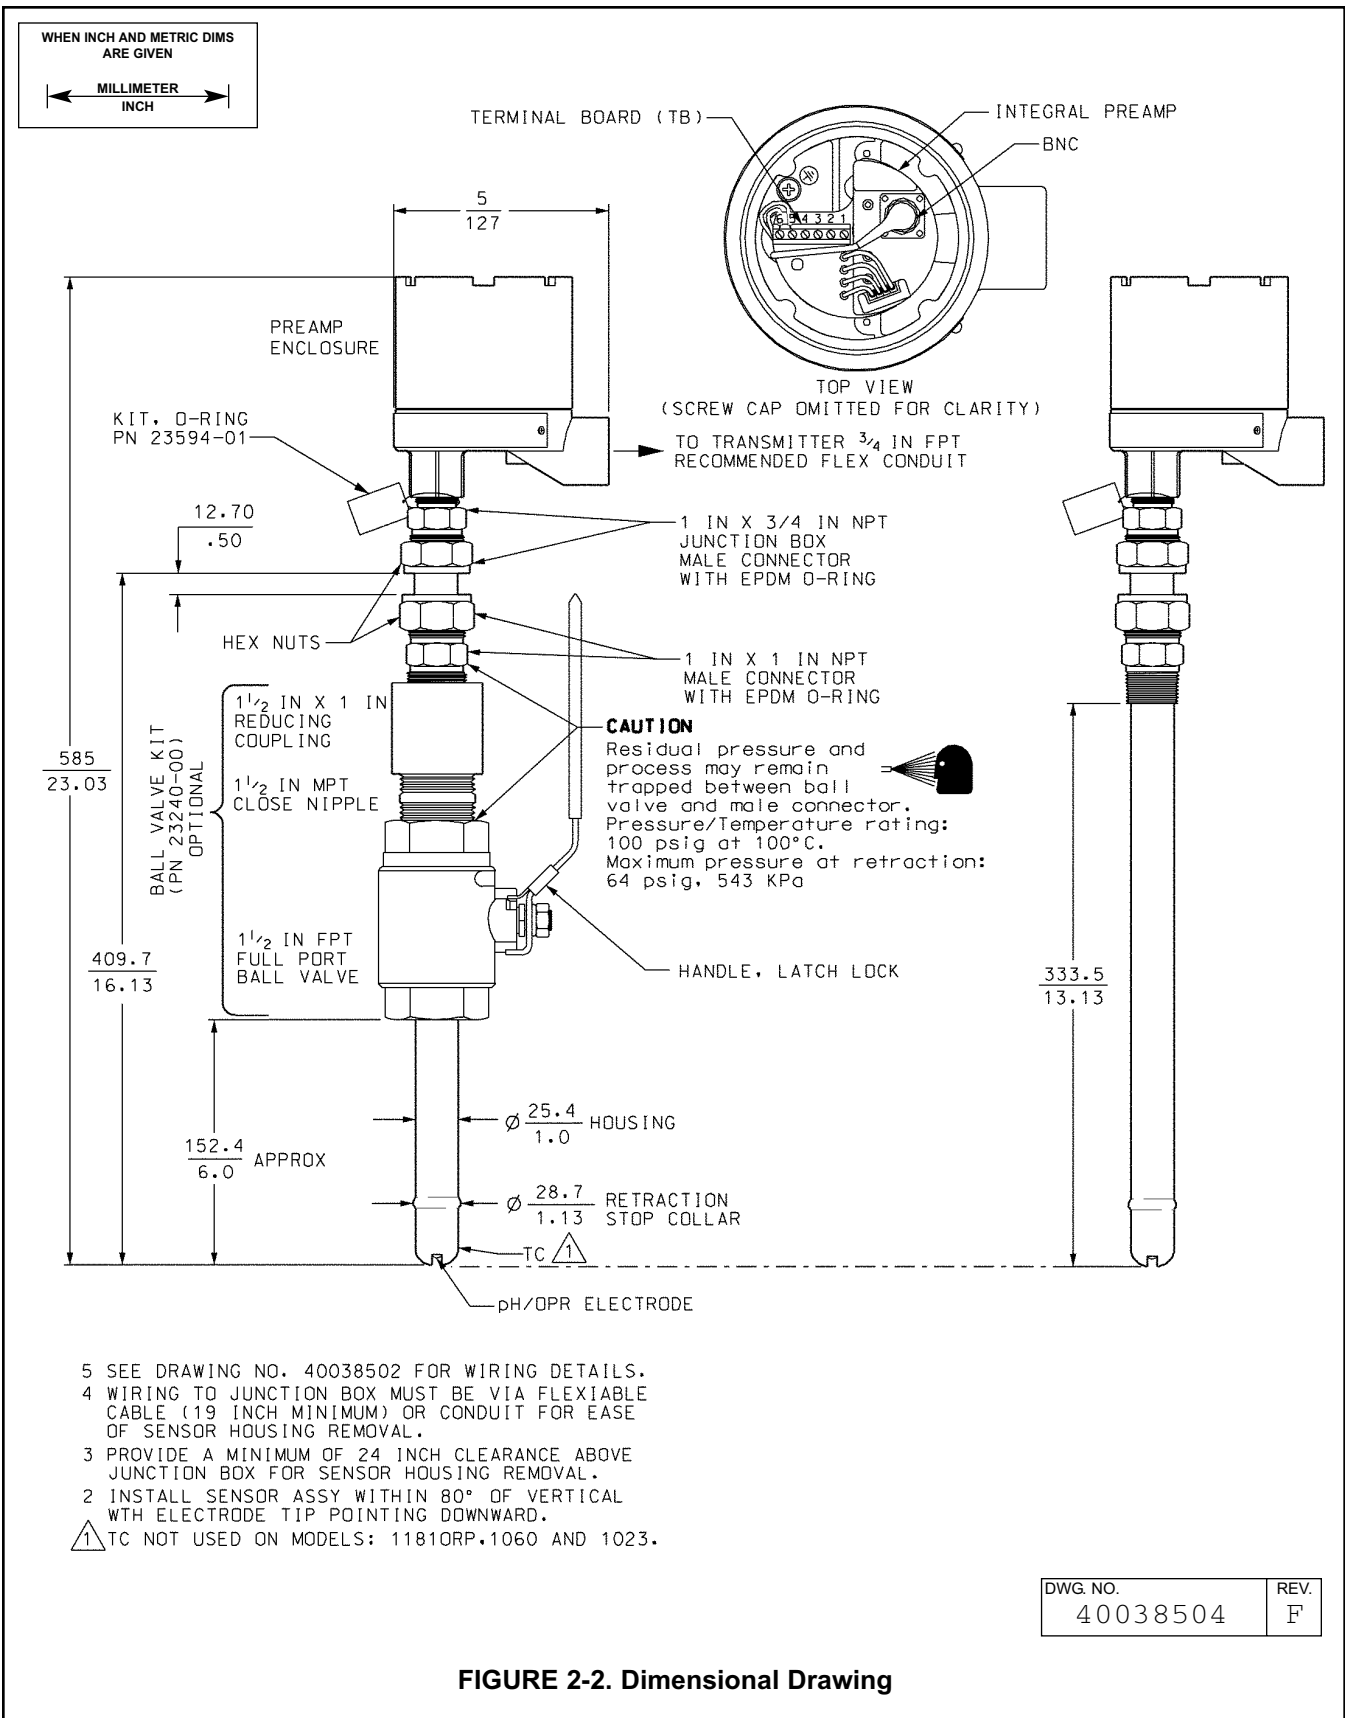 WHEN INCH AND METRIC DIMS
ARE GIVEN
MILLIMETER
INCH
TERMINAL BOARD (TB)
INTEGRAL PREAMP
BNC
6 5 4 3 2 1
5
127
PREAMP
ENCLOSURE
TOP VIEW
(SCREW CAP OMITTED FOR CLARITY)
KIT, O-RING
PN 23594-01
TO TRANSMITTER 3/4 IN FPT
RECOMMENDED FLEX CONDUIT
12.70
.50
1 IN X 3/4 IN NPT
JUNCTION BOX
MALE CONNECTOR
WITH EPDM O-RING
HEX NUTS
1 IN X 1 IN NPT
MALE CONNECTOR
WITH EPDM O-RING
585
23.03
BALL VALVE KIT
(PN 23240-00)
OPTIONAL
1 1/2 IN X 1 IN
REDUCING
COUPLING
1 1/2 IN MPT
CLOSE NIPPLE
CAUTION
Residual pressure and
process may remain
trapped between ball
valve and male connector.
Pressure/Temperature rating:
100 psig at 100°C.
Maximum pressure at retraction:
64 psig, 543 KPa
1 1/2 IN FPT
FULL PORT
BALL VALVE
HANDLE, LATCH LOCK
409.7
16.13
333.5
13.13
Ø 25.4 HOUSING
1.0
152.4 APPROX
6.0
Ø 28.7 RETRACTION
1.13 STOP COLLAR
TC 1
pH/OPR ELECTRODE
5 SEE DRAWING NO. 40038502 FOR WIRING DETAILS.
4 WIRING TO JUNCTION BOX MUST BE VIA FLEXIABLE
CABLE (19 INCH MINIMUM) OR CONDUIT FOR EASE
OF SENSOR HOUSING REMOVAL.
3 PROVIDE A MINIMUM OF 24 INCH CLEARANCE ABOVE
JUNCTION BOX FOR SENSOR HOUSING REMOVAL.
2 INSTALL SENSOR ASSY WITHIN 80° OF VERTICAL
WTH ELECTRODE TIP POINTING DOWNWARD.
1 TC NOT USED ON MODELS: 1181ORP,1060 AND 1023.
DWG. NO.
40038504
REV.
F
FIGURE 2-2. Dimensional Drawing